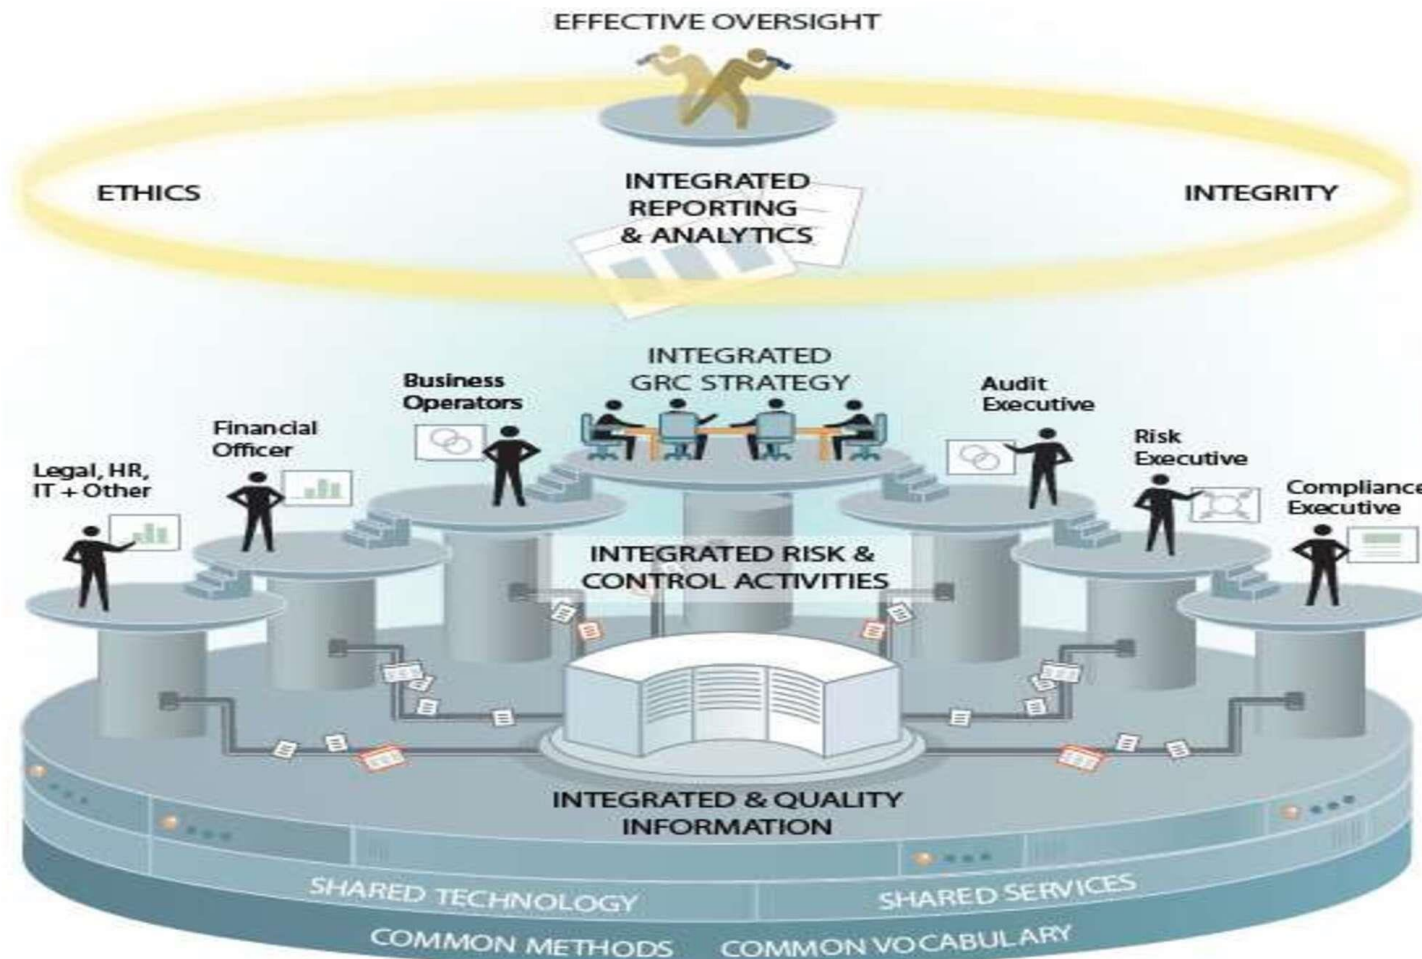 EFFECTIVE OVERSIGHT
ETHICS
INTEGRATED
REPORTING
& ANALYTICS
INTEGRITY
INTEGRATED
GRC STRATEGY
Business
Operators
Audit
Executive
Financial
Officer
Risk
Executive
Legal, HR,
IT + Other
Compliance
Executive
INTEGRATED RISK &
CONTROL ACTIVITIES
INTEGRATED & QUALITY
INFORMATION
SHARED TECHNOLOGY
SHARED SERVICES
COMMON METHODS
COMMON VOCABULARY